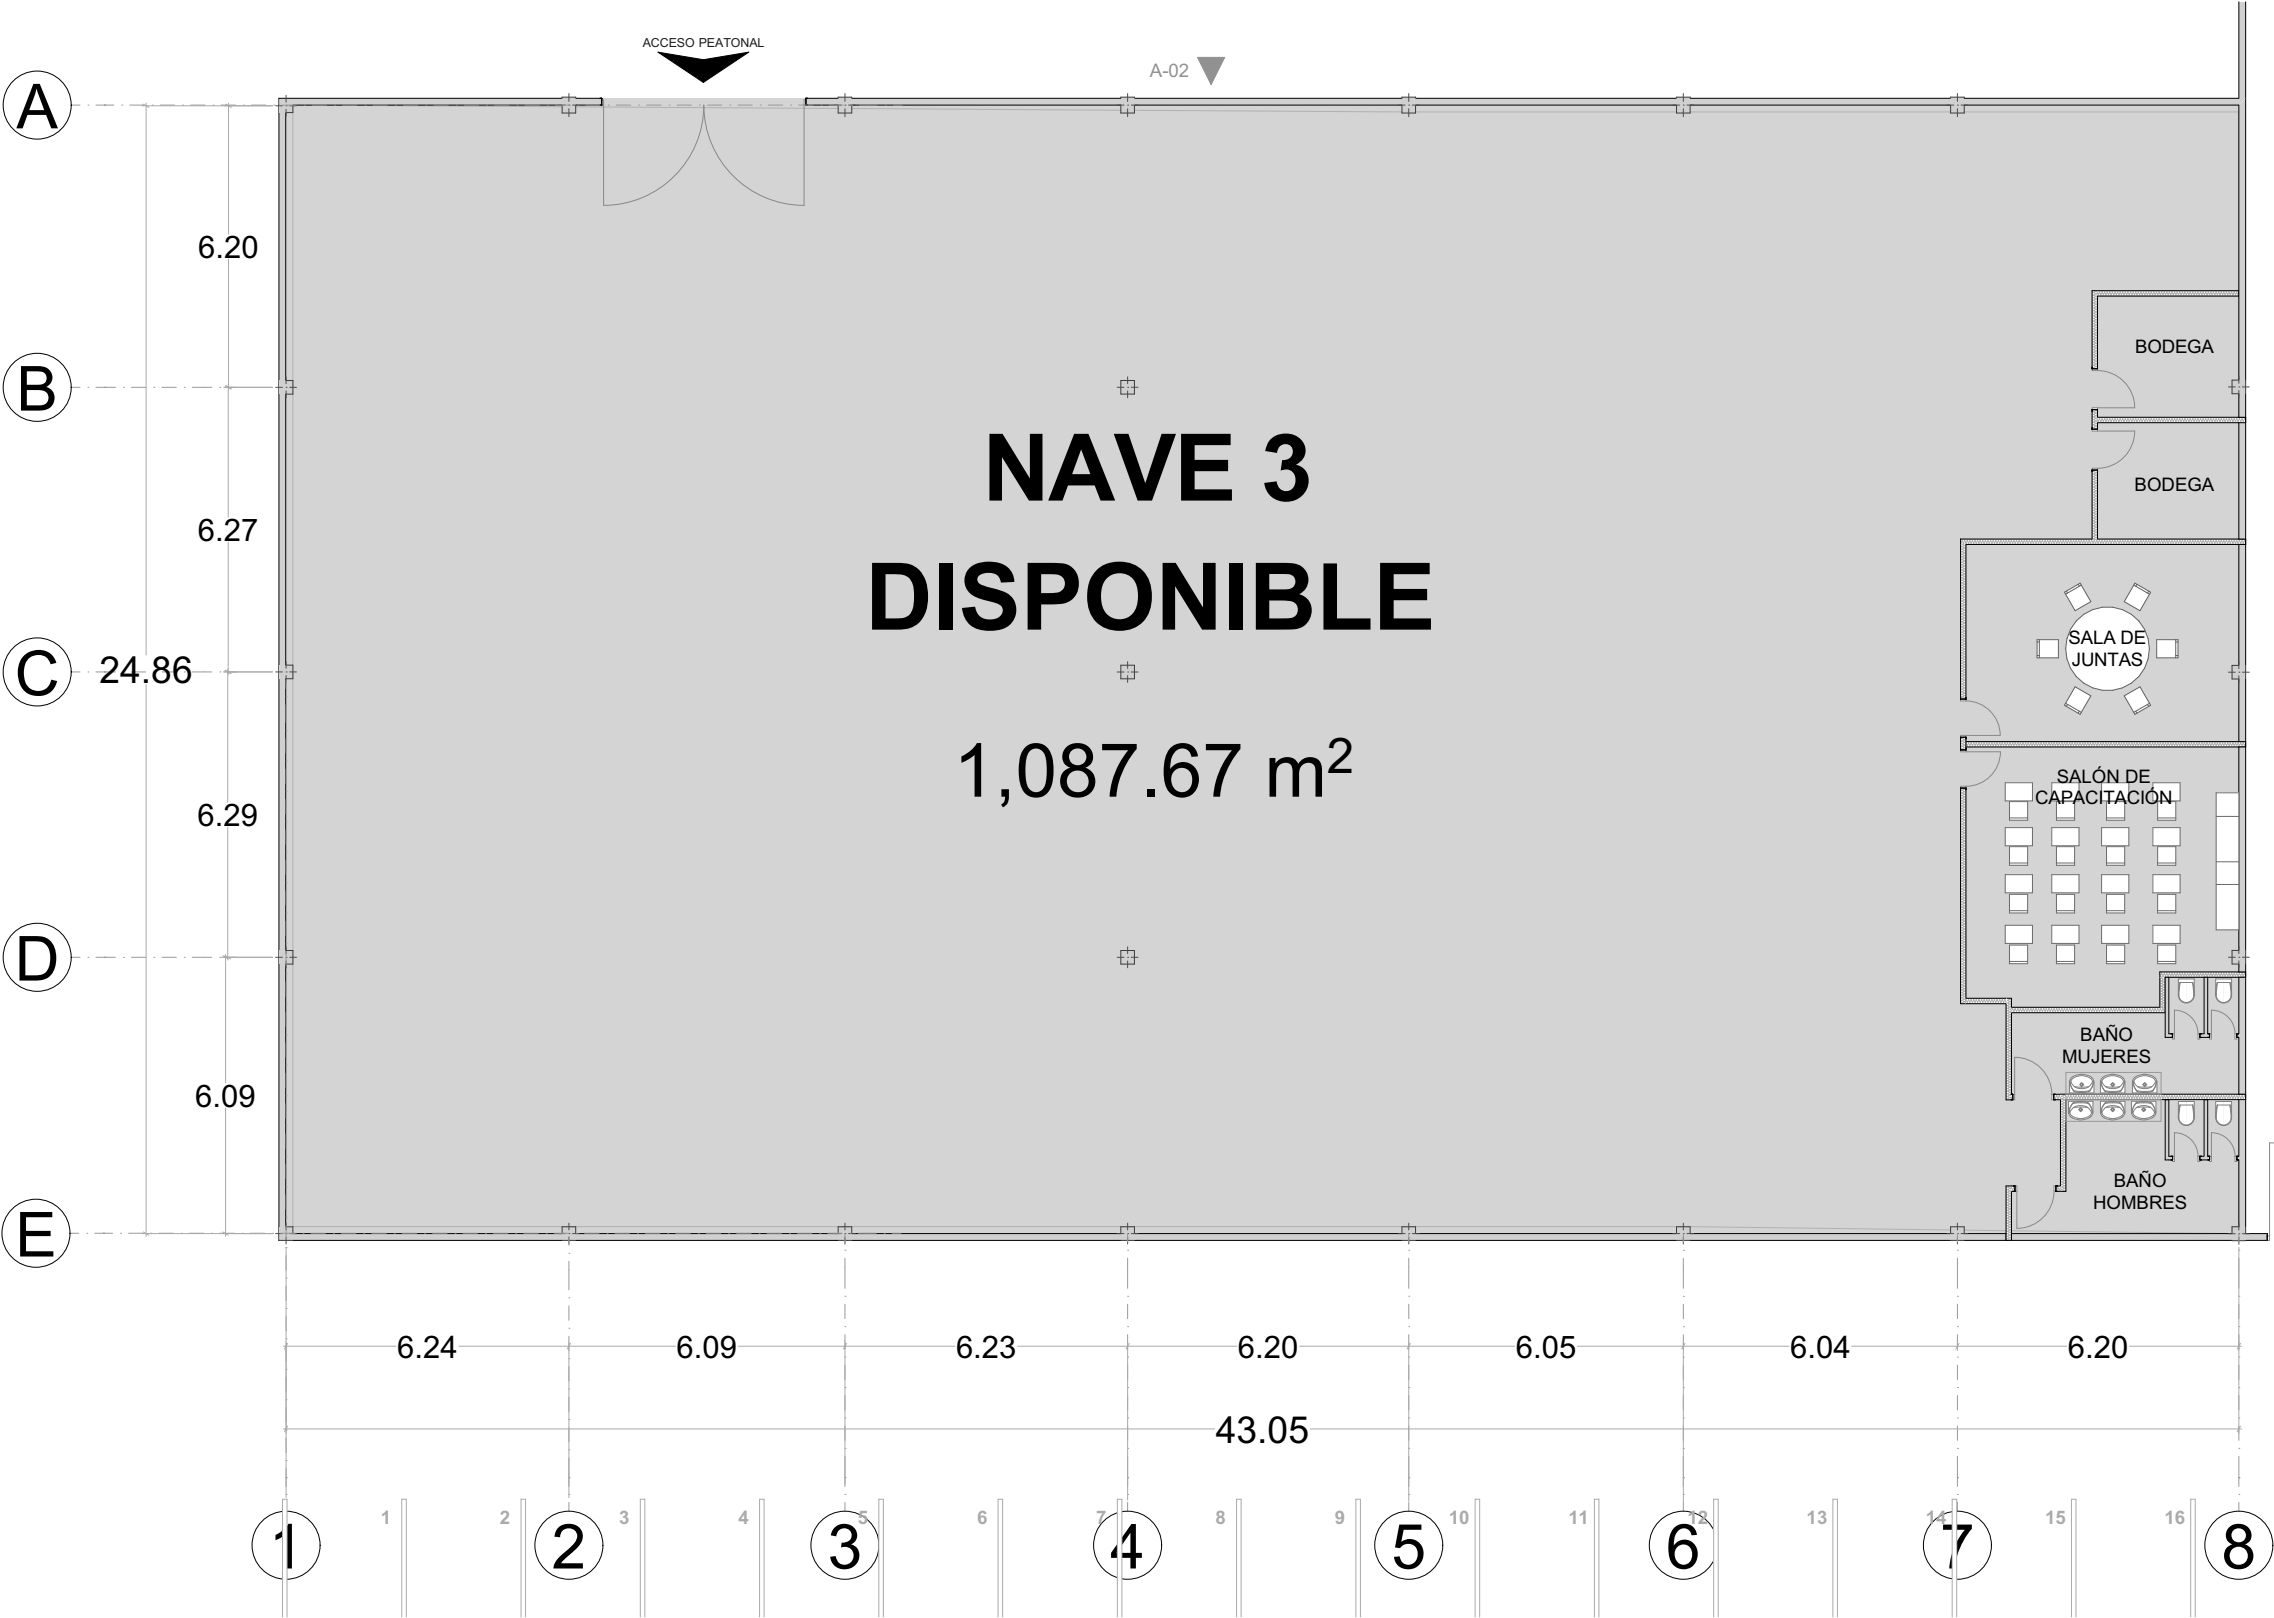 ACCESO PEATONAL
A-02
A
6.20
B
BODEGA
NAVE 3
BODEGA
6.27
DISPONIBLE
SALA DE
JUNTAS
C
24.86
1,087.67 m²
SALÓN DE
CAPACITACIÓN
6.29
D
BAÑO
MUJERES
6.09
BAÑO
HOMBRES
E
6.24 6.09 6.23 6.20 6.05 6.04 6.20
43.05
1 2 3 4 5 6 7 8 9 10 11 12 13 14 15 16
1 2 3 4 5 6 7 8